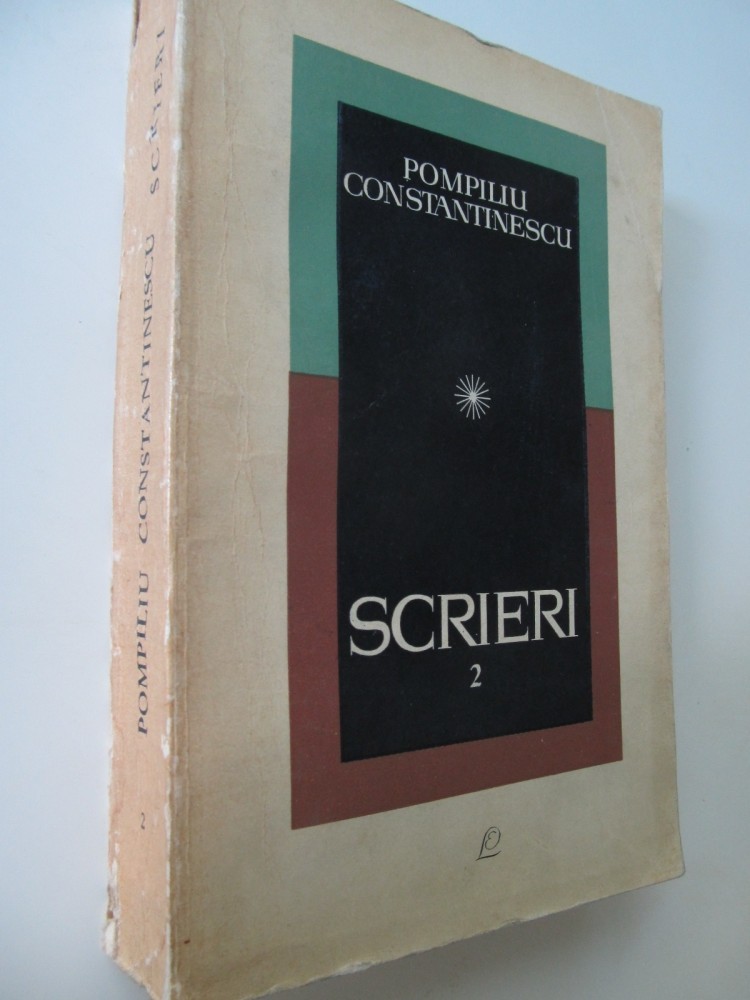 POMPILIU
CONSTANTINESCU
SCRIERI
2
2 POMPILIU CONSTANTINESCU SCRIERI